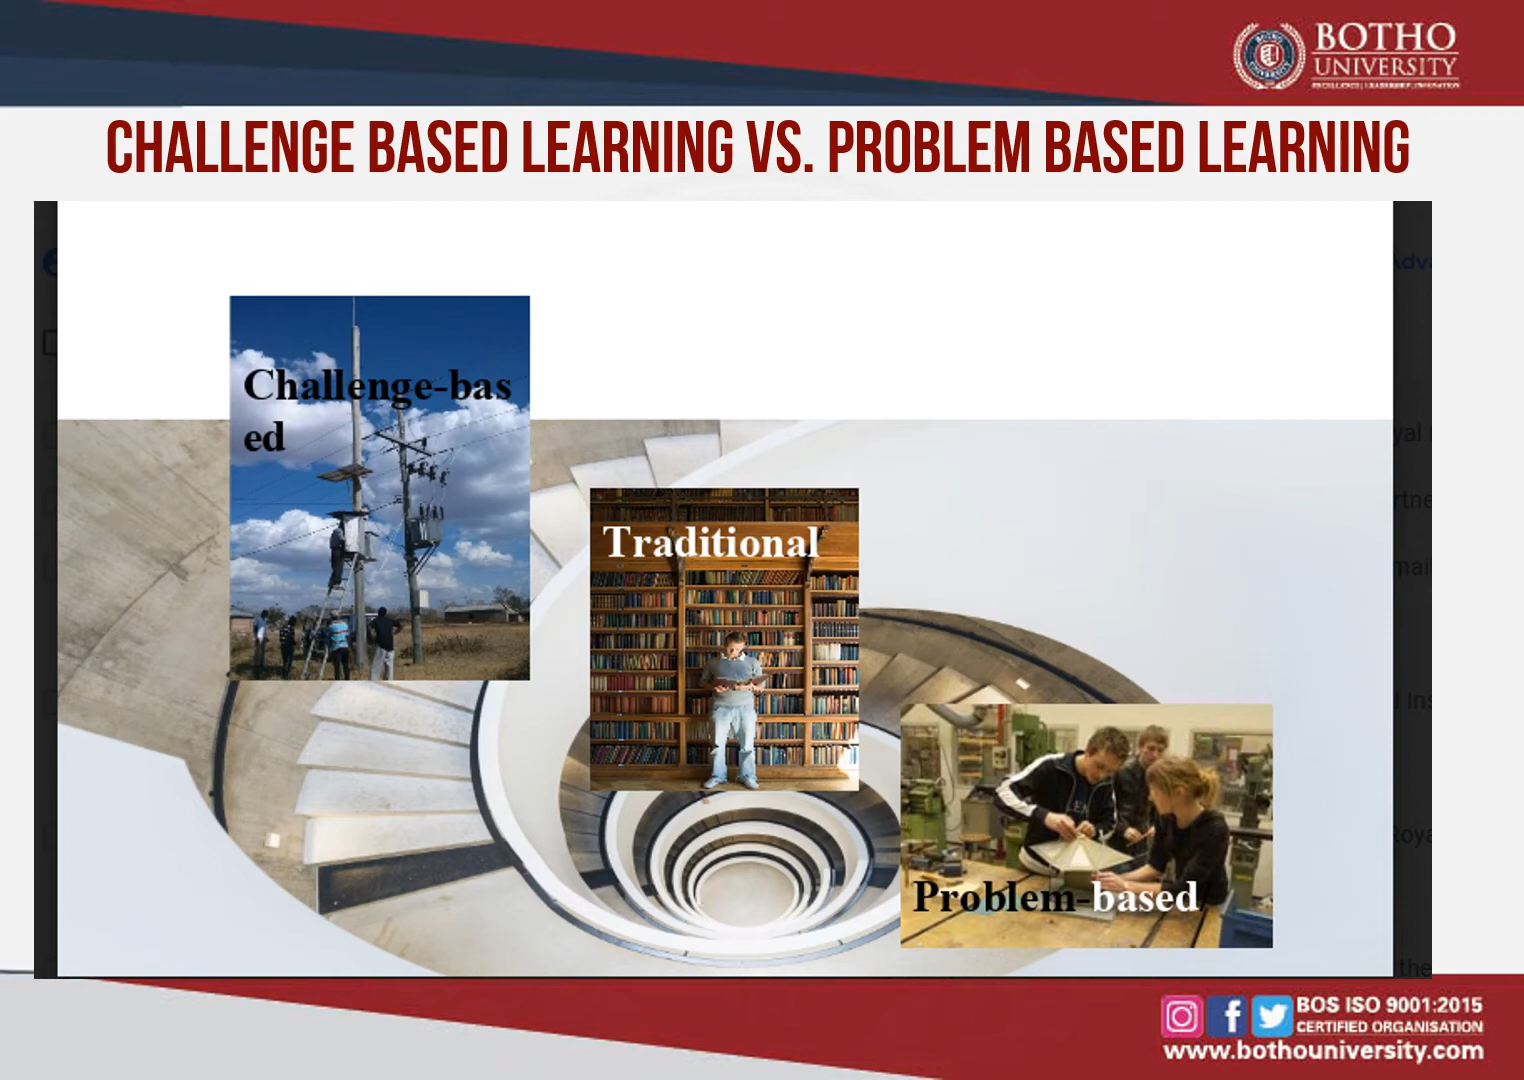 BOTHO
UNIVERSITY
CHALLENGE BASED LEARNING VS. PROBLEM BASED LEARNING
Challenge-bas
ed
Traditional
Problem-based
BOS ISO 9001:2015
CERTIFIED ORGANISATION
www.bothouniversity.com